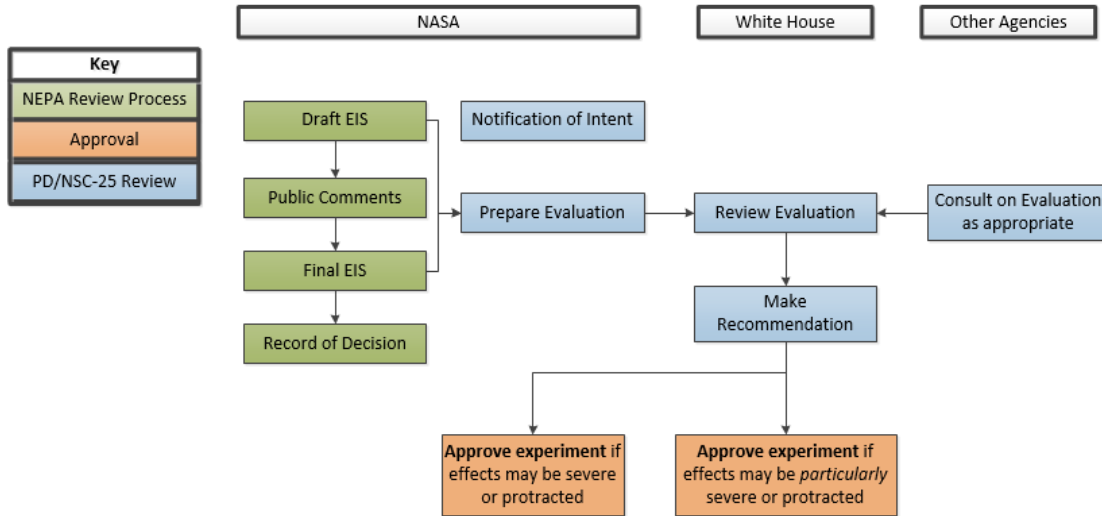 NASA
White House
Other Agencies
Key
NEPA Review Process
Approval
PD/NSC-25 Review
Draft EIS
Notification of Intent
Public Comments
Prepare Evaluation
Review Evaluation
Consult on Evaluation
as appropriate
Final EIS
Make
Recommendation
Record of Decision
Approve experiment if
effects may be severe
or protracted
Approve experiment if
effects may be particularly
severe or protracted